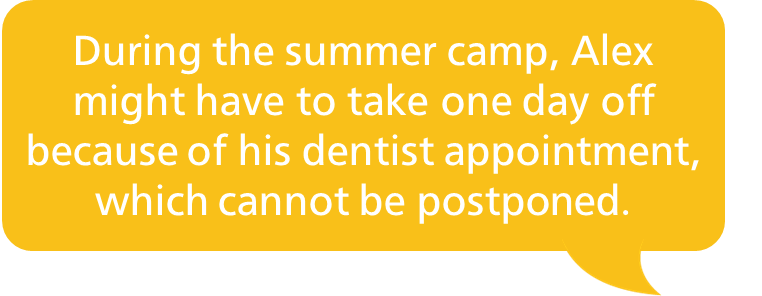 During the summer camp, Alex
might have to take one day off
because of his dentist appointment,
which cannot be postponed.